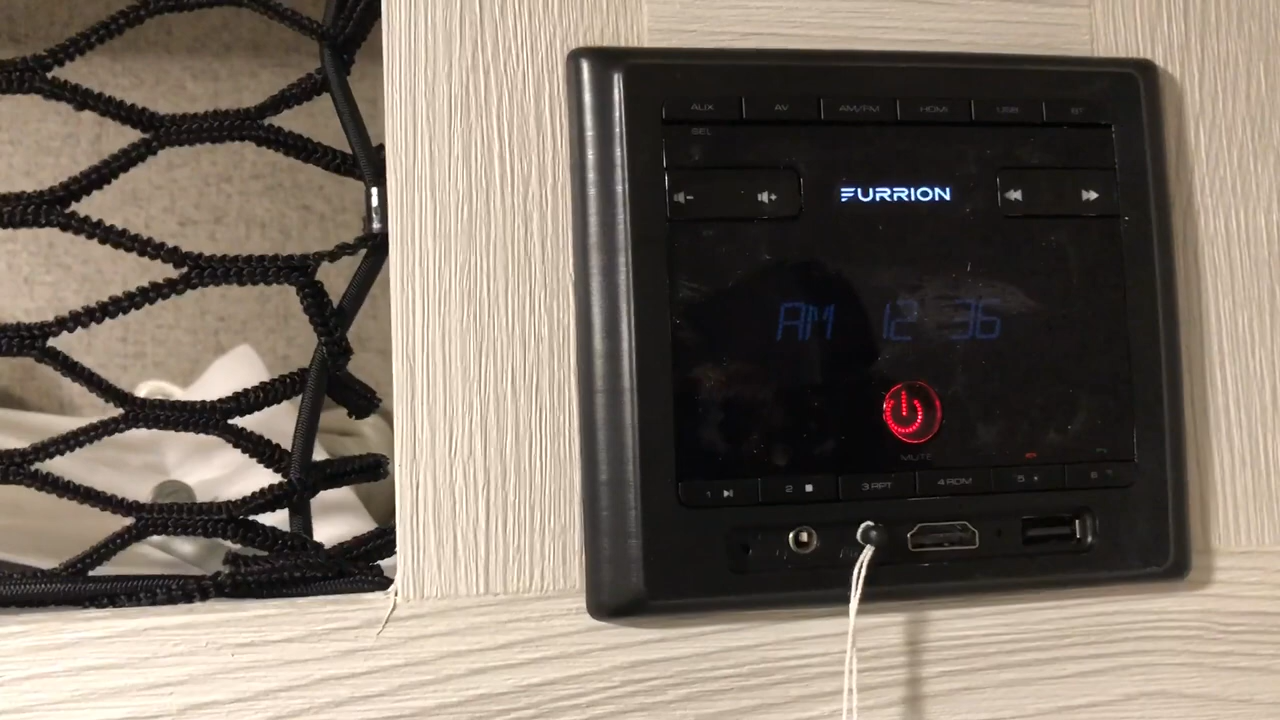 AUX AV AM/FM HDMI USB BT
SEL
FURRION
AM 12 36
MUTE
1 2 3 RPT 4 RDM 5 6